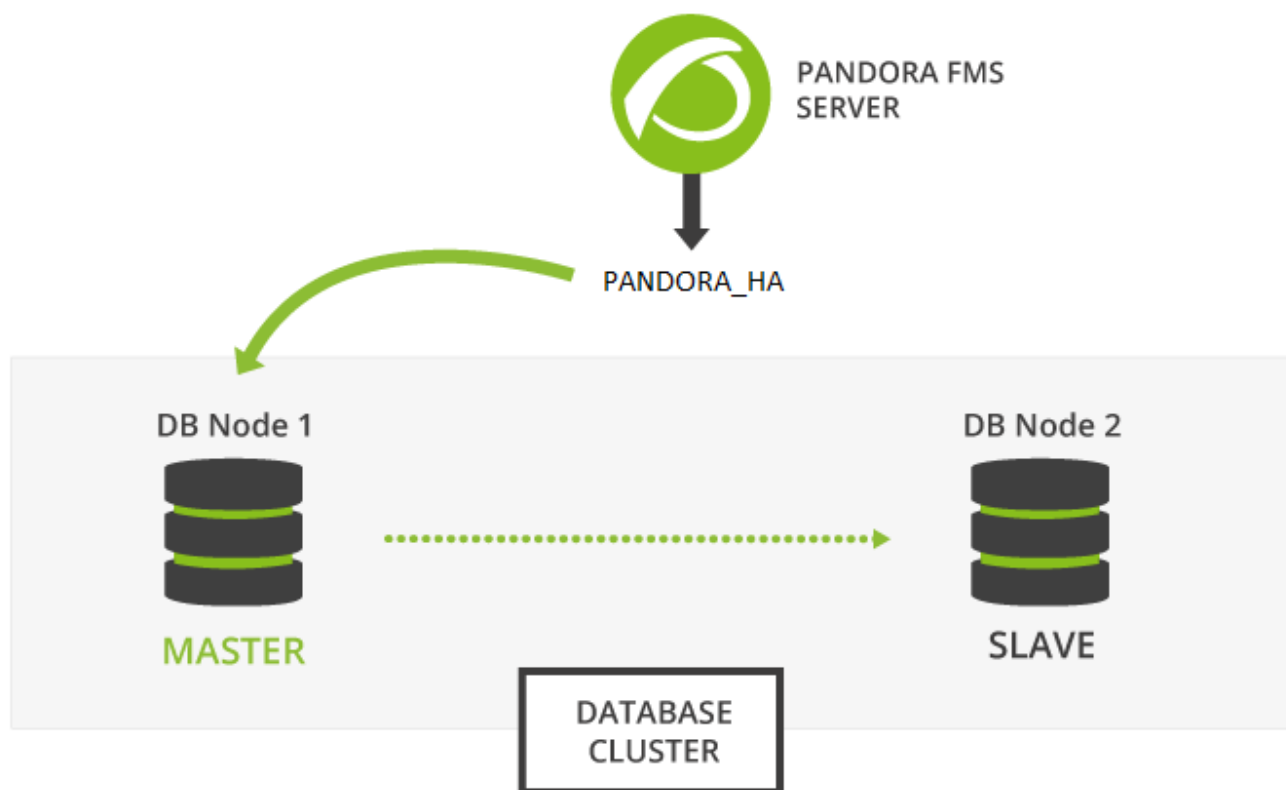 PANDORA FMS
SERVER
PANDORA_HA
DB Node 1
DB Node 2
MASTER
SLAVE
DATABASE
CLUSTER